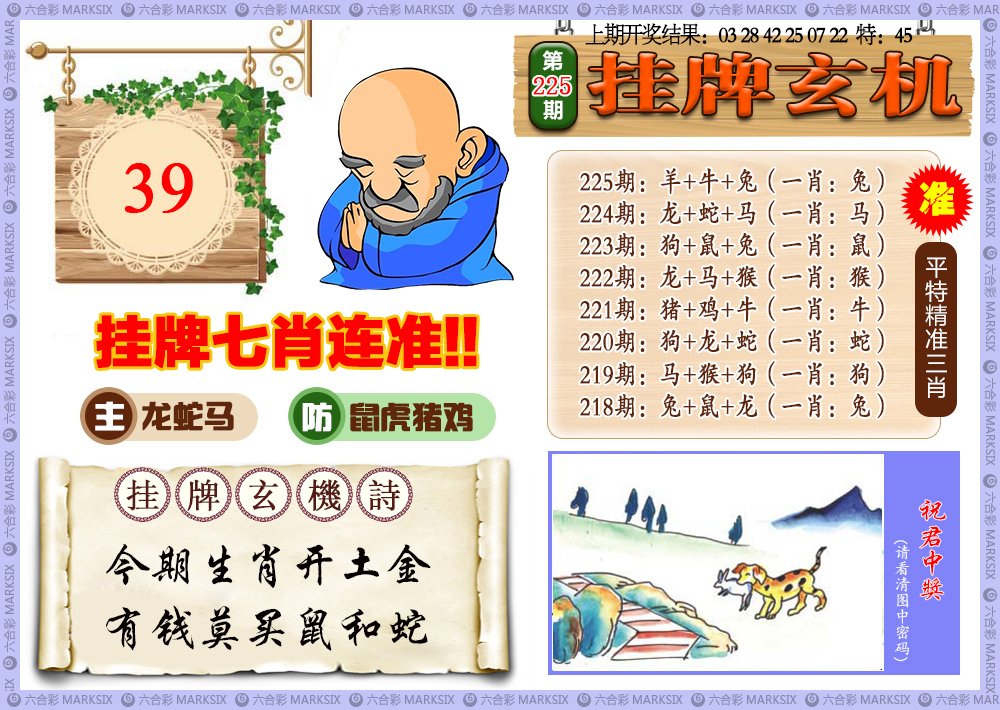 六合彩 MARKSIX
上期开奖结果：03 28 42 25 07 22 特：45
第
225
期
挂牌玄机
39
挂牌七肖连准!!
主 龙蛇马
防 鼠虎猪鸡
挂牌玄機詩
今期生肖开土金
有钱莫买鼠和蛇
225期：羊+牛+兔（一肖：兔）
224期：龙+蛇+马（一肖：马）
223期：狗+鼠+兔（一肖：鼠）
222期：龙+马+猴（一肖：猴）
221期：猪+鸡+牛（一肖：牛）
220期：狗+龙+蛇（一肖：蛇）
219期：马+猴+狗（一肖：狗）
218期：兔+鼠+龙（一肖：兔）
准
平特精准三肖
祝君中獎
（请看清图中密码）